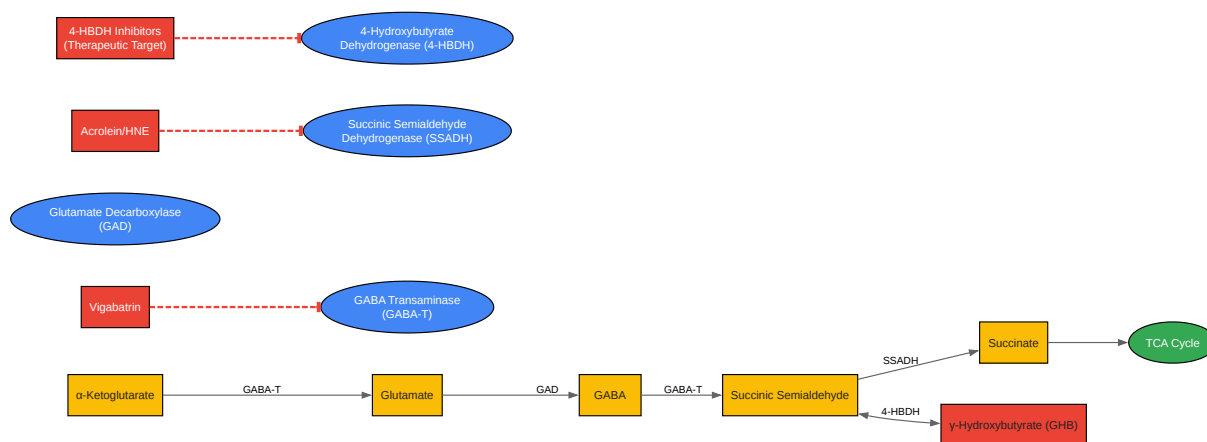 4-HBDH Inhibitors
(Therapeutic Target)
4-Hydroxybutyrate
Dehydrogenase (4-HBDH)
Acrolein/HNE
Succinic Semialdehyde
Dehydrogenase (SSADH)
Glutamate Decarboxylase
(GAD)
Vigabatrin
GABA Transaminase
(GABA-T)
Succinate
TCA Cycle
SSADH
α-Ketoglutarate
GABA-T
Glutamate
GAD
GABA
GABA-T
Succinic Semialdehyde
4-HBDH
γ-Hydroxybutyrate (GHB)